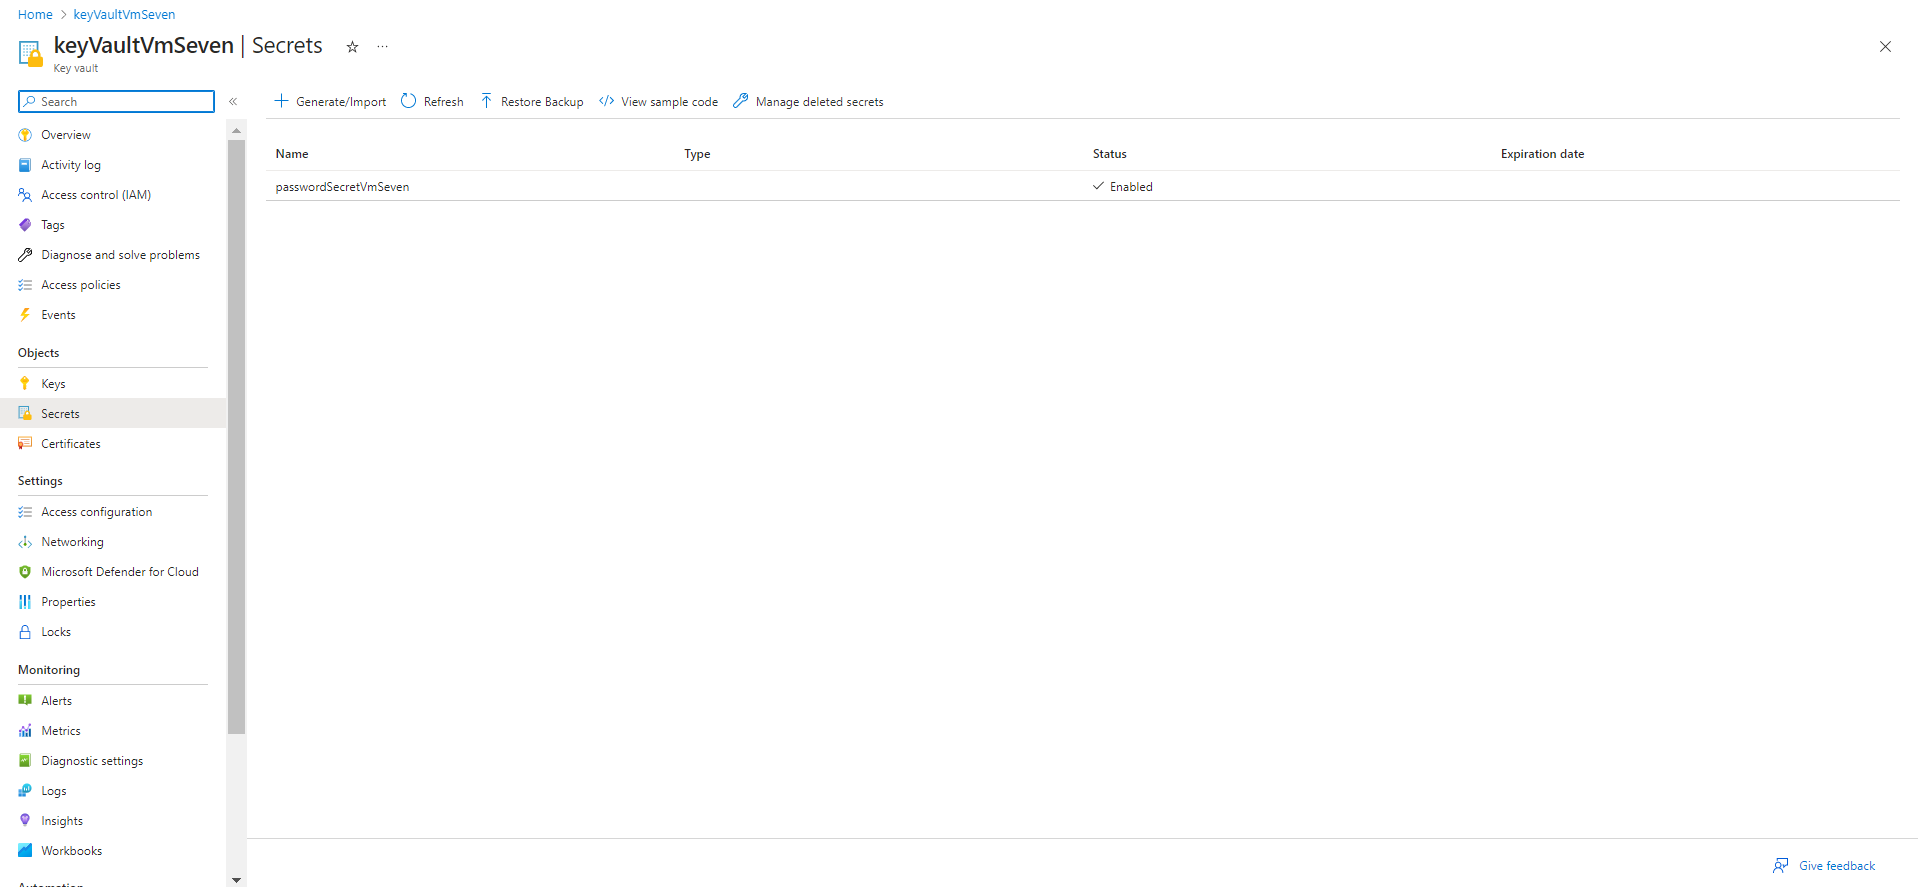 Home > keyVaultVmSeven
keyVaultVmSeven | Secrets ☆ ···
Key vault
Search «
Generate/Import Refresh Restore Backup View sample code Manage deleted secrets
Overview
Activity log
Access control (IAM)
Tags
Diagnose and solve problems
Access policies
Events
Objects
Keys
Secrets
Certificates
Settings
Access configuration
Networking
Microsoft Defender for Cloud
Properties
Locks
Monitoring
Alerts
Metrics
Diagnostic settings
Logs
Insights
Workbooks
Automation
Name Type Status Expiration date
passwordSecretVmSeven Enabled
Give feedback